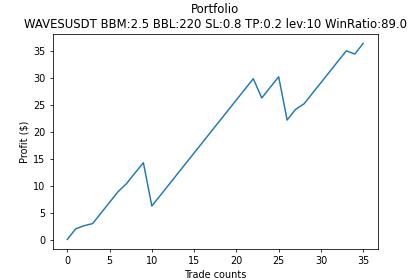 Portfolio
WAVESUSDT BBM:2.5 BBL:220 SL:0.8 TP:0.2 lev:10 WinRatio:89.0
35
30
25
20
15
10
5
0
Profit ($)
0 5 10 15 20 25 30 35
Trade counts